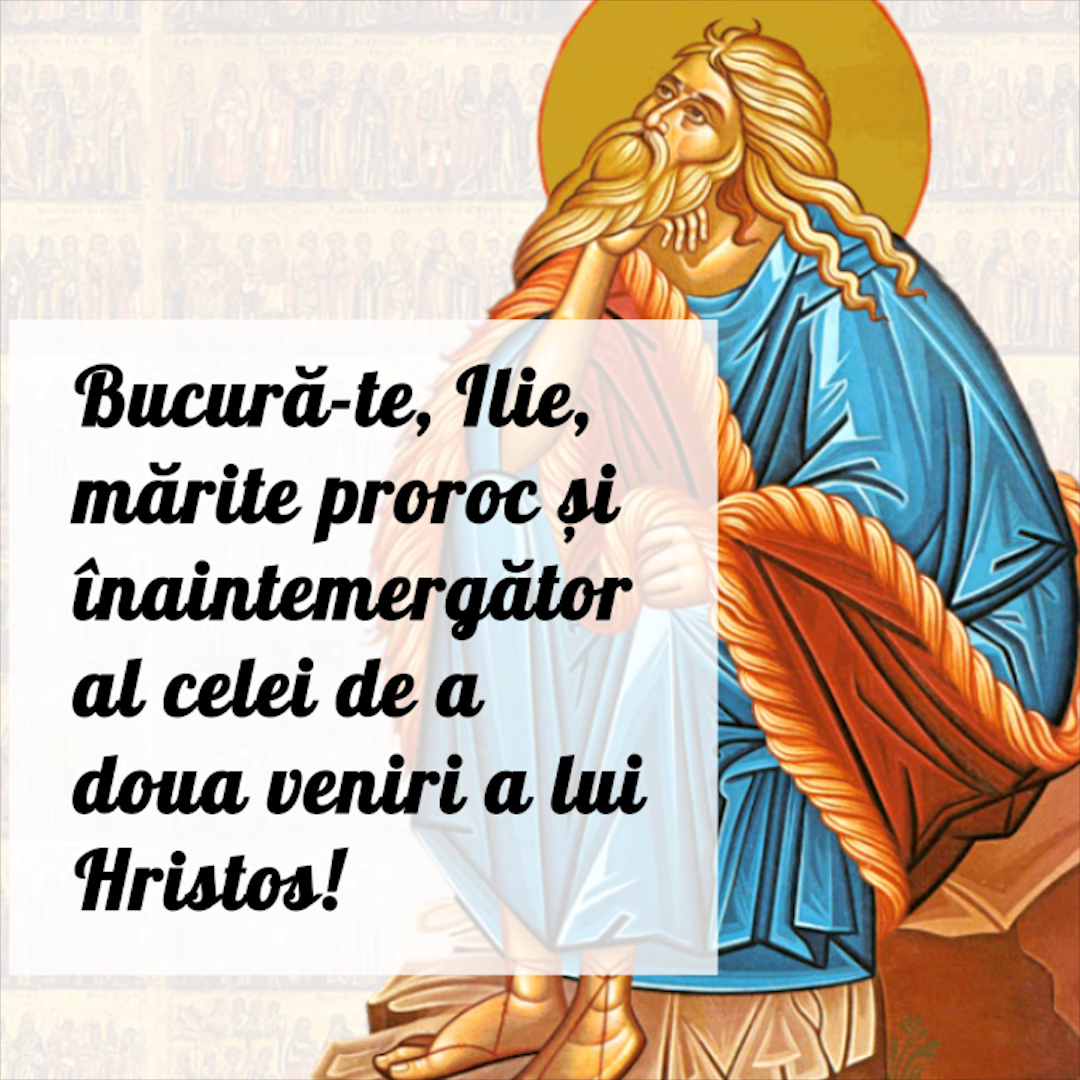 Bucură-te, Ilie,
mărite proroc și
înaintemergător
al celei de a
doua veniri a lui
Hristos!